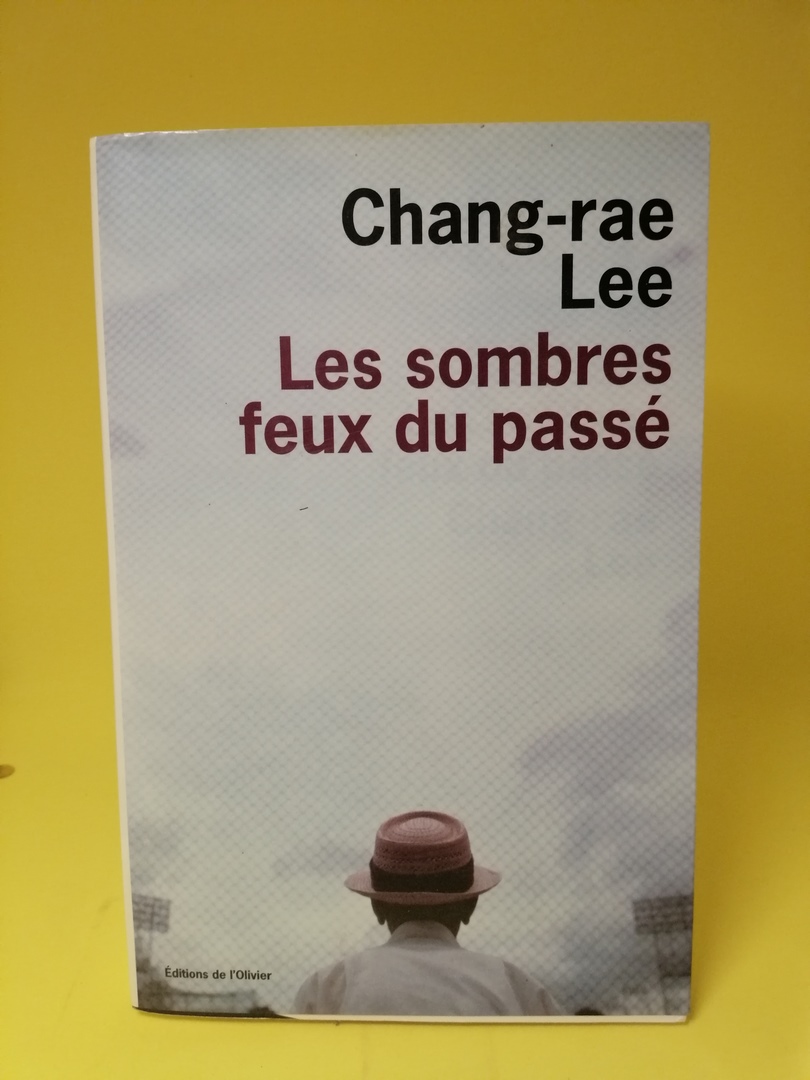 Chang-rae
Lee
Les sombres
feux du passé
Éditions de l'Olivier